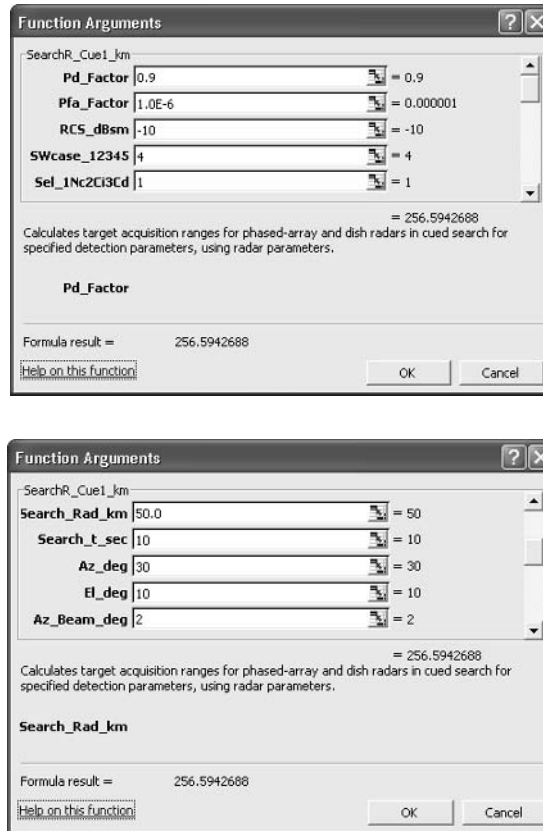 Function Arguments
SearchR_Cue1_km
Pd_Factor 0.9 = 0.9
Pfa_Factor 1.0E-6 = 0.000001
RCS_dBsm -10 = -10
SWcase_12345 4 = 4
Sel_1Nc2Ci3Cd 1 = 1
= 256.5942688
Calculates target acquisition ranges for phased-array and dish radars in cued search for
specified detection parameters, using radar parameters.
Pd_Factor
Formula result = 256.5942688
Help on this function OK Cancel
Function Arguments
SearchR_Cue1_km
Search_Rad_km 50.0 = 50
Search_t_sec 10 = 10
Az_deg 30 = 30
El_deg 10 = 10
Az_Beam_deg 2 = 2
= 256.5942688
Calculates target acquisition ranges for phased-array and dish radars in cued search for
specified detection parameters, using radar parameters.
Search_Rad_km
Formula result = 256.5942688
Help on this function OK Cancel